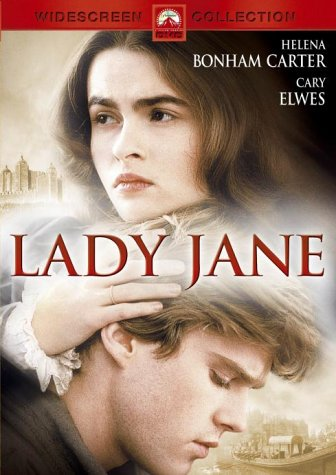 WIDESCREEN COLLECTION
HELENA
BONHAM CARTER
CARY
ELWES
LADY JANE